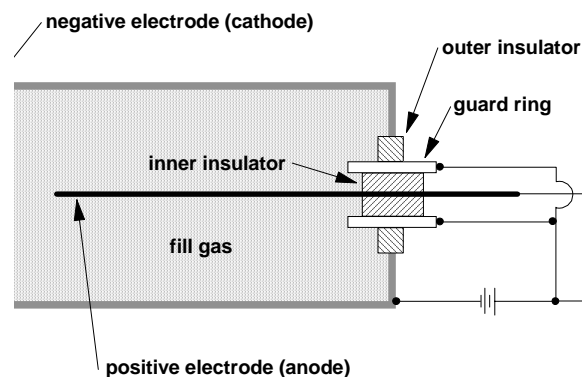 negative electrode (cathode)
outer insulator
guard ring
inner insulator
fill gas
positive electrode (anode)